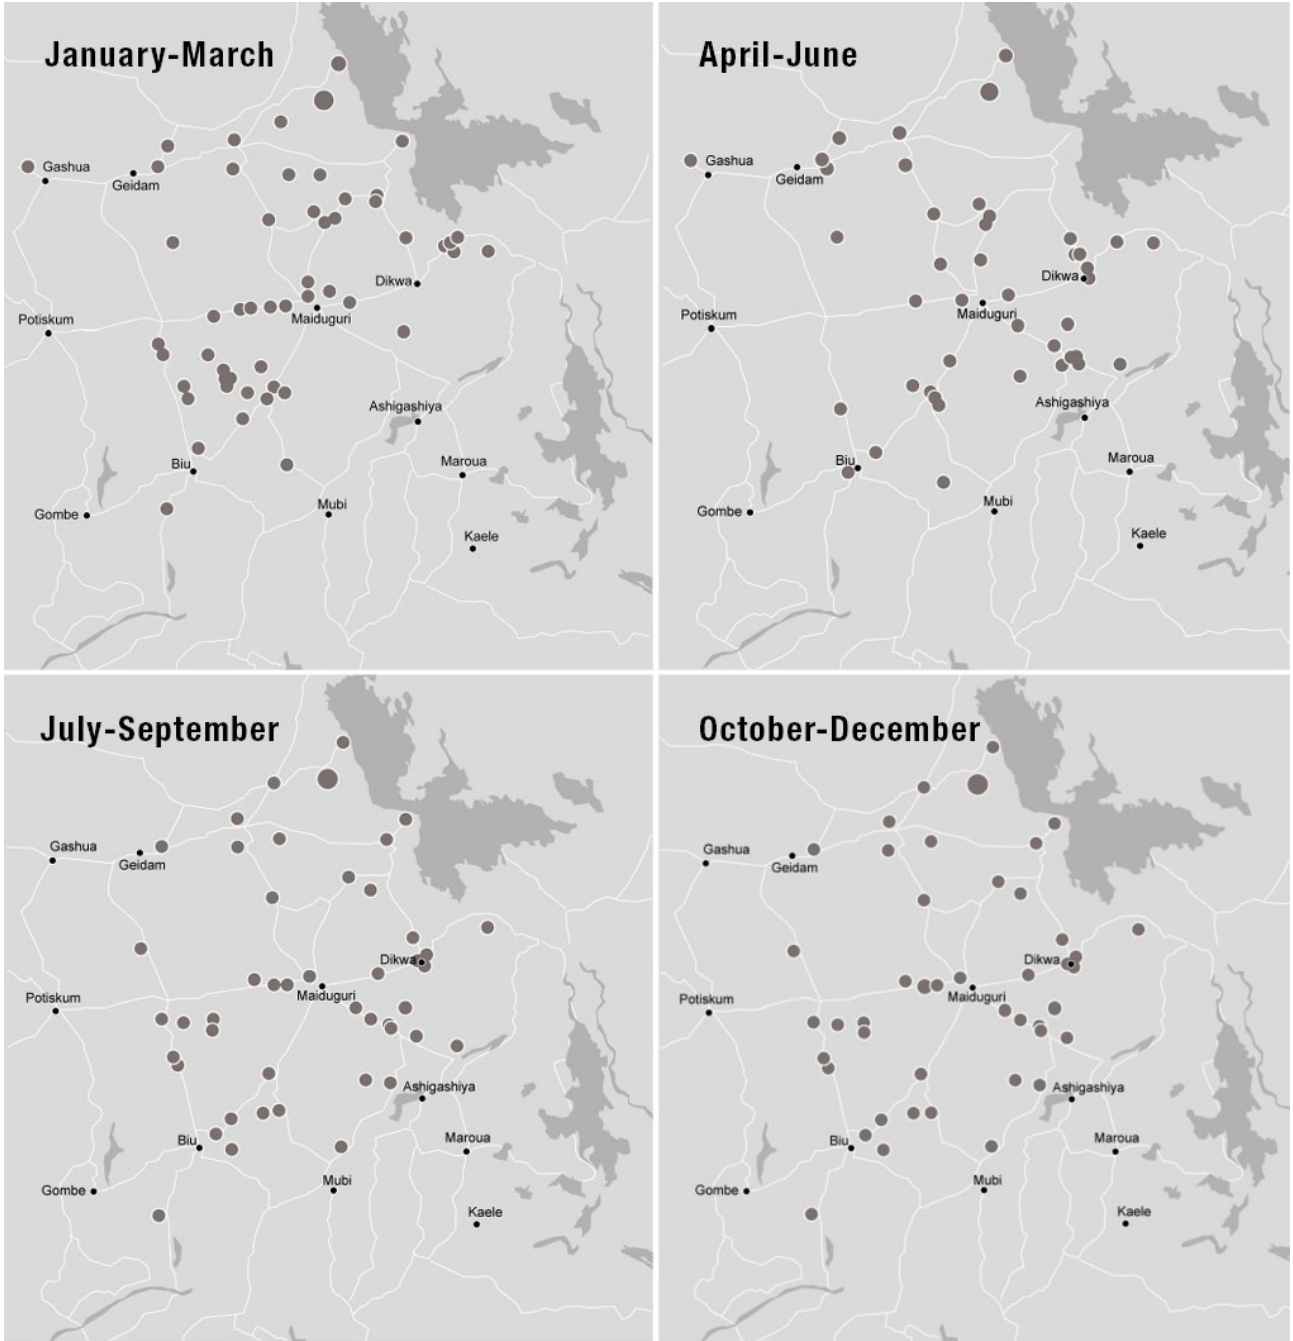 January-March
Gashua
Geidam
Dikwa
Maiduguri
Potiskum
Ashigashiya
Biu
Maroua
Mubi
Gombe
Kaele
April-June
Gashua
Geidam
Dikwa
Maiduguri
Potiskum
Ashigashiya
Biu
Maroua
Mubi
Gombe
Kaele
July-September
Gashua
Geidam
Dikwa
Maiduguri
Potiskum
Ashigashiya
Biu
Maroua
Mubi
Gombe
Kaele
October-December
Gashua
Geidam
Dikwa
Maiduguri
Potiskum
Ashigashiya
Biu
Maroua
Mubi
Gombe
Kaele